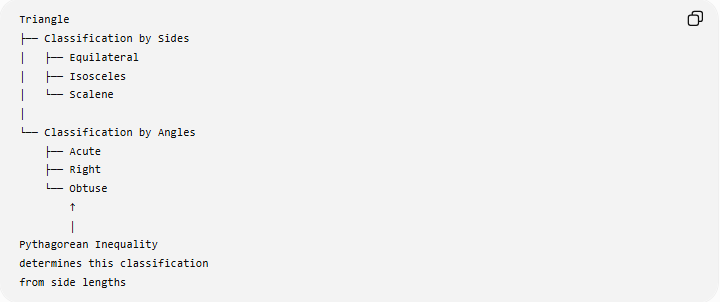 Triangle
├── Classification by Sides
│   ├── Equilateral
│   ├── Isosceles
│   └── Scalene
│
└── Classification by Angles
    ├── Acute
    ├── Right
    └── Obtuse
        ↑
        |
Pythagorean Inequality
determines this classification
from side lengths